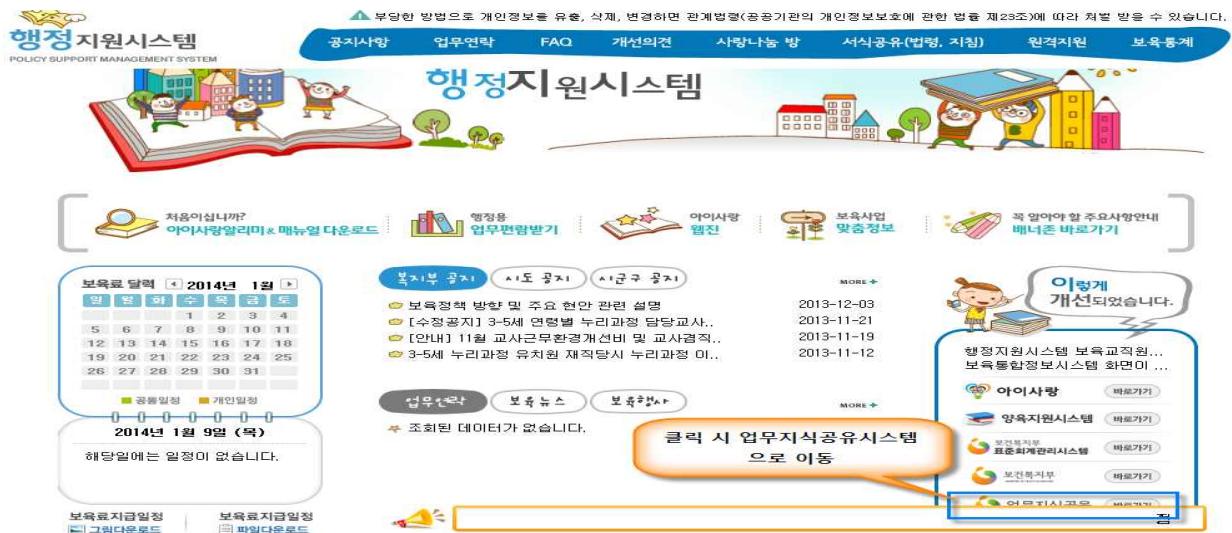 부당한 방법으로 개인정보를 유출, 삭제, 변경하면 관계법령(공공기관의 개인정보보호에 관한 법률 제23조)에 따라 처벌 받을 수 있습니다.
행정지원시스템
POLICY SUPPORT MANAGEMENT SYSTEM
공지사항 업무연락 FAQ 개선의견 사랑나눔 방 서식공유(법령, 지침) 원격지원 보육통계
행정지원시스템
처음이십니까?
아이사랑알리미 & 매뉴얼 다운로드
행정용
업무편람받기
아이사랑
웹진
보육사업
맞춤정보
꼭 알아야 할 주요사항안내
배너존 바로가기
보육료 달력 2014년 1월
일 월 화 수 목 금 토
1 2 3 4
5 6 7 8 9 10 11
12 13 14 15 16 17 18
19 20 21 22 23 24 25
26 27 28 29 30 31
공통일정 개인일정
2014년 1월 9일 (목)
해당일에는 일정이 없습니다.
보육료지급일정 보육료지급일정
그림다운로드 파일다운로드
복지부 공지 시도 공지 시군구 공지 MORE +
보육정책 방향 및 주요 현안 관련 설명 2013-12-03
[수정공지] 3-5세 연령별 누리과정 담당교사.. 2013-11-21
[안내] 11월 교사근무환경개선비 및 교사겸직.. 2013-11-19
3-5세 누리과정 유치원 재직당시 누리과정 이.. 2013-11-12
업무연락 보육뉴스 보육행사 MORE +
조회된 데이터가 없습니다.
클릭 시 업무지식공유시스템
으로 이동
이렇게
개선되었습니다.
행정지원시스템 보육교직원...
보육통합정보시스템 화면이 ...
아이사랑 바로가기
양육지원시스템 바로가기
보건복지부
표준회계관리시스템 바로가기
보건복지부 바로가기
업무지식공유 바로가기
점